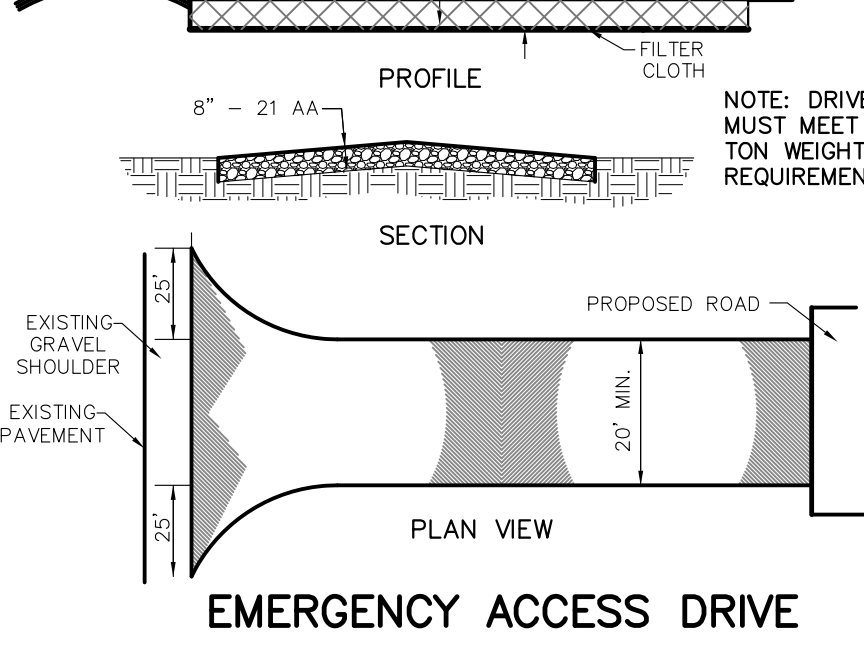 FILTER
CLOTH
PROFILE
8" – 21 AA
NOTE: DRIVE
MUST MEET
TON WEIGHT
REQUIREMEN
SECTION
25'
PROPOSED ROAD
EXISTING
GRAVEL
SHOULDER
EXISTING
PAVEMENT
20' MIN.
25'
PLAN VIEW
EMERGENCY ACCESS DRIVE